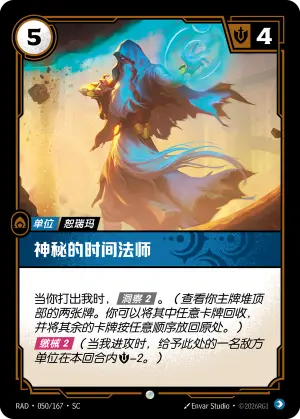 5
4
单位 恕瑞玛
神秘的时间法师
当你打出我时，洞察 2 。（查看你主牌堆顶
部的两张牌。你可以将其中任意卡牌回收，
并将其余的卡牌按任意顺序放回原处。）
缴械 2（当我进攻时，给予此处的一名敌方
单位在本回合内-2。）
RAD • 050/167 • SC
Envar Studio ©2026RG1